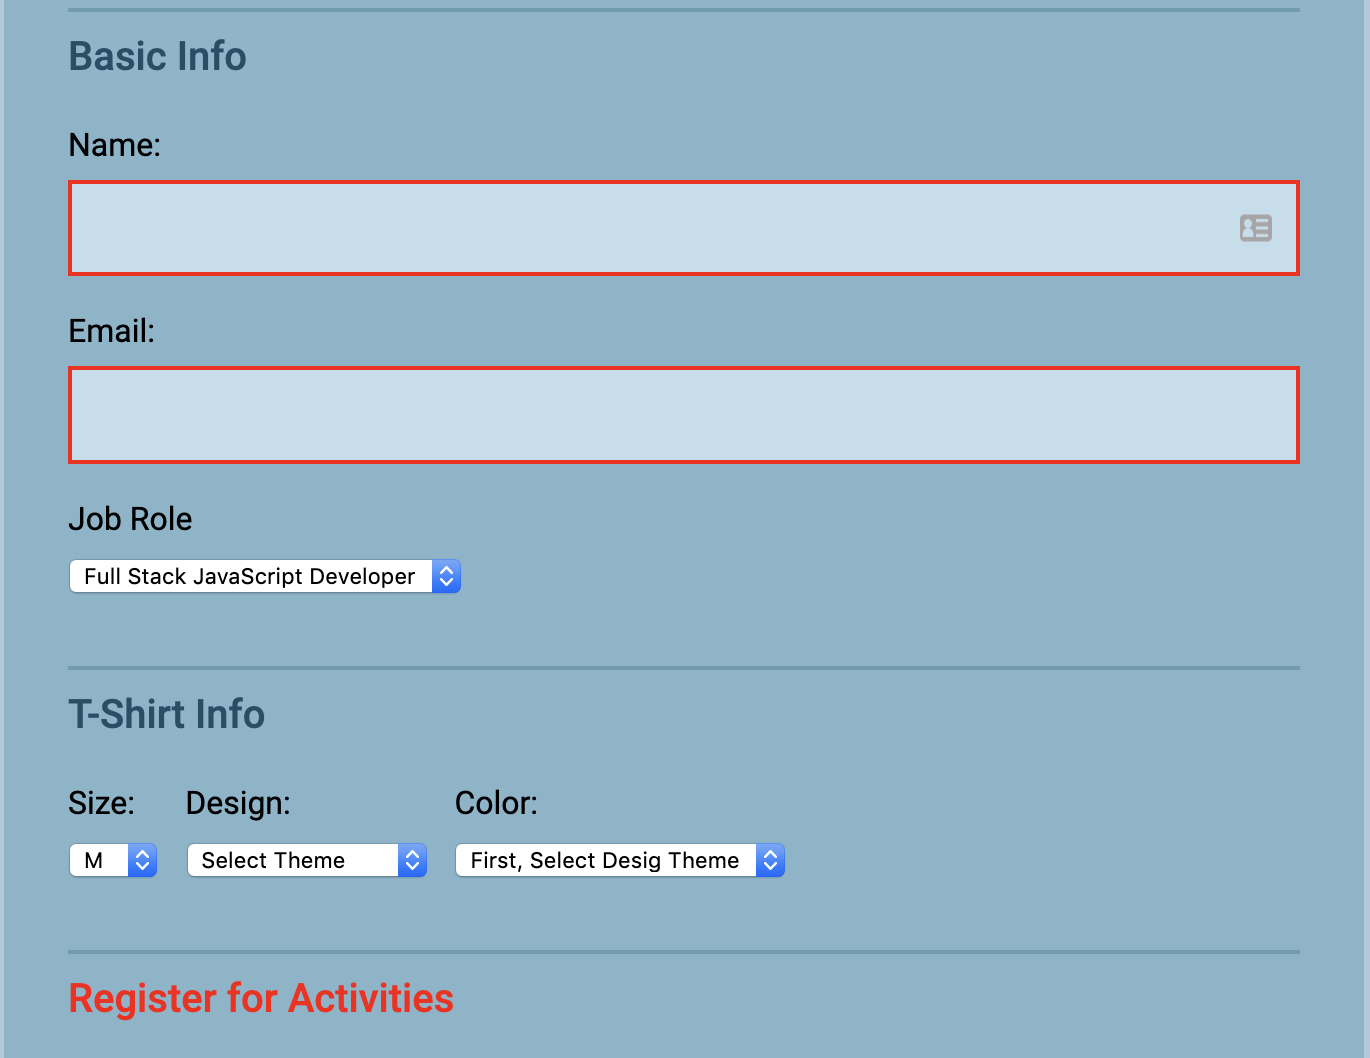 Basic Info
Name:
Email:
Job Role
Full Stack JavaScript Developer
T-Shirt Info
Size: Design: Color:
M Select Theme First, Select Desig Theme
Register for Activities